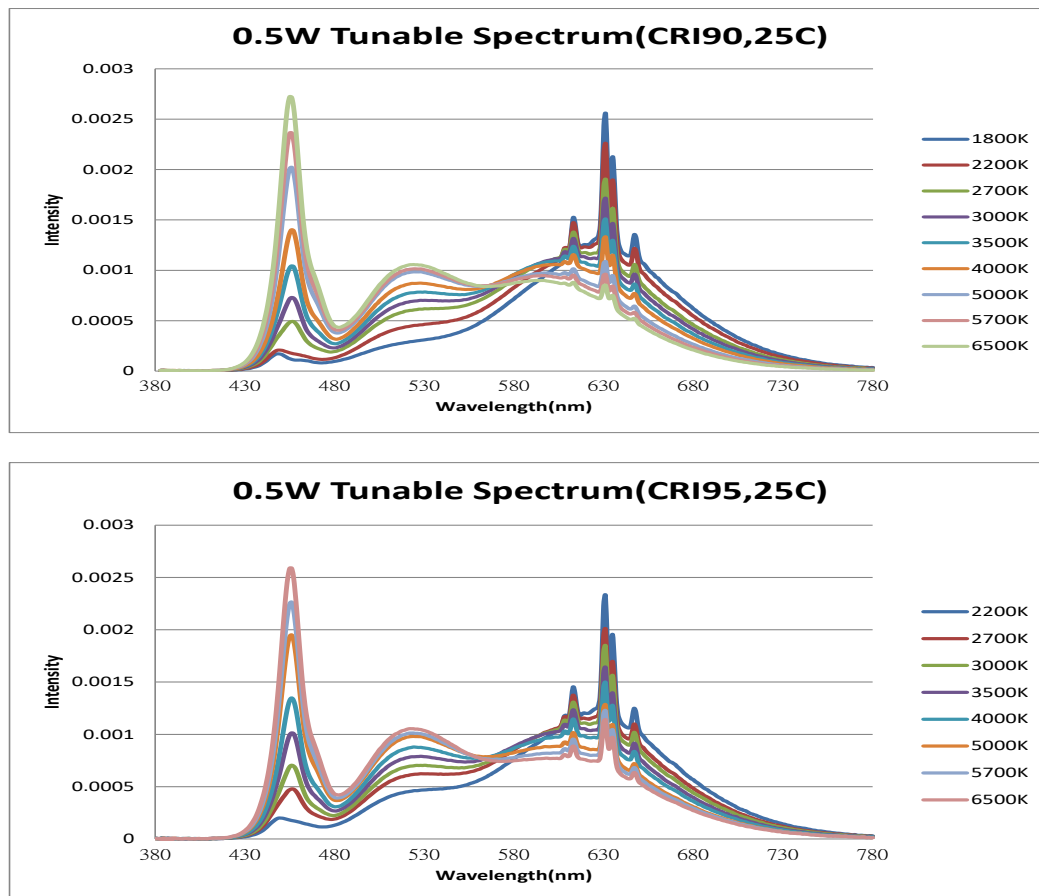 0.5W Tunable Spectrum(CRI90,25C)
0.003
0.0025
0.002
0.0015
0.001
0.0005
0
Intensity
380 430 480 530 580 630 680 730 780
Wavelength(nm)
1800K
2200K
2700K
3000K
3500K
4000K
5000K
5700K
6500K
0.5W Tunable Spectrum(CRI95,25C)
0.003
0.0025
0.002
0.0015
0.001
0.0005
0
Intensity
380 430 480 530 580 630 680 730 780
Wavelength(nm)
2200K
2700K
3000K
3500K
4000K
5000K
5700K
6500K